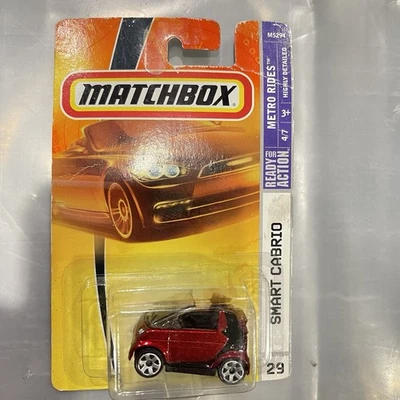 MATCHBOX
M5294
METRO RIDES™
HIGHLY DETAILED
3+
4/7
READY FOR
ACTION
SMART CABRIO
29